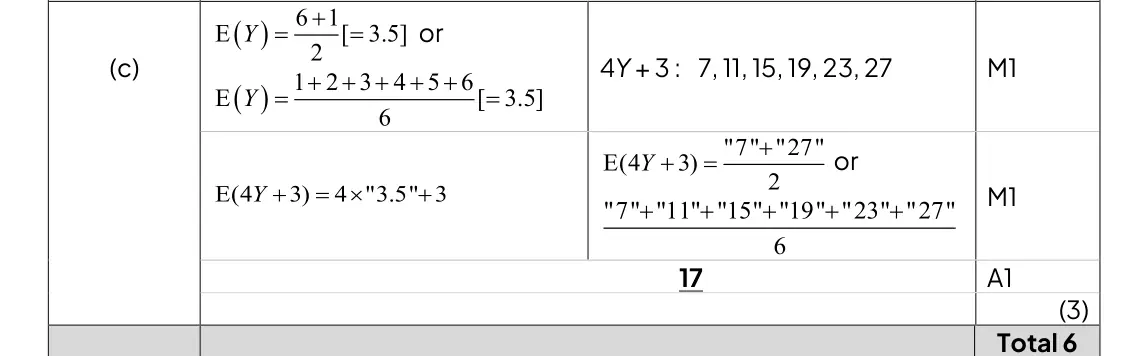 (c)
E(Y) = (6+1)/2 [= 3.5] or
E(Y) = (1+2+3+4+5+6)/6 [= 3.5]
4Y + 3 : 7, 11, 15, 19, 23, 27
M1
E(4Y + 3) = 4×"3.5"+3
E(4Y + 3) = ("7"+"27")/2 or
("7"+"11"+"15"+"19"+"23"+"27")/6
M1
17
A1
(3)
Total 6